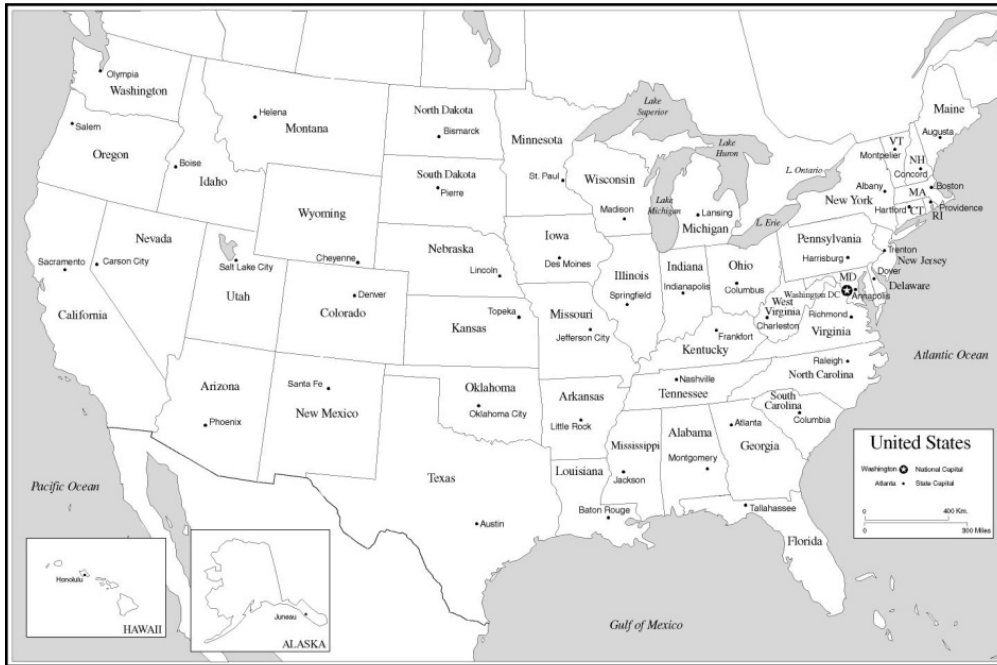 Olympia
Washington
Salem
Oregon
Helena
Montana
Boise
Idaho
Wyoming
Cheyenne
North Dakota
Bismarck
South Dakota
Pierre
Minnesota
St. Paul
Lake
Superior
Lake
Huron
Lake
Michigan
L. Ontario
L. Erie
Wisconsin
Madison
Lansing
Michigan
Maine
Augusta
VT
Montpelier
NH
Concord
Albany
New York
MA
Boston
Hartford
CT
RI
Providence
Nevada
Sacramento
Carson City
California
Salt Lake City
Utah
Denver
Colorado
Nebraska
Lincoln
Topeka
Kansas
Iowa
Des Moines
Illinois
Springfield
Indiana
Indianapolis
Ohio
Columbus
Pennsylvania
Harrisburg
Trenton
New Jersey
MD
Dover
Delaware
Washington DC
Annapolis
West
Virginia
Charleston
Richmond
Virginia
Missouri
Jefferson City
Kentucky
Frankfort
Raleigh
North Carolina
Nashville
Tennessee
Arizona
Phoenix
Santa Fe
New Mexico
Oklahoma
Oklahoma City
Arkansas
Little Rock
South
Carolina
Columbia
Mississippi
Jackson
Alabama
Montgomery
Atlanta
Georgia
Texas
Austin
Louisiana
Baton Rouge
Tallahassee
Florida
Pacific Ocean
Atlantic Ocean
Gulf of Mexico
Honolulu
HAWAII
Juneau
ALASKA
United States
Washington National Capital
Atlanta State Capital
0 400 Km.
0 300 Miles